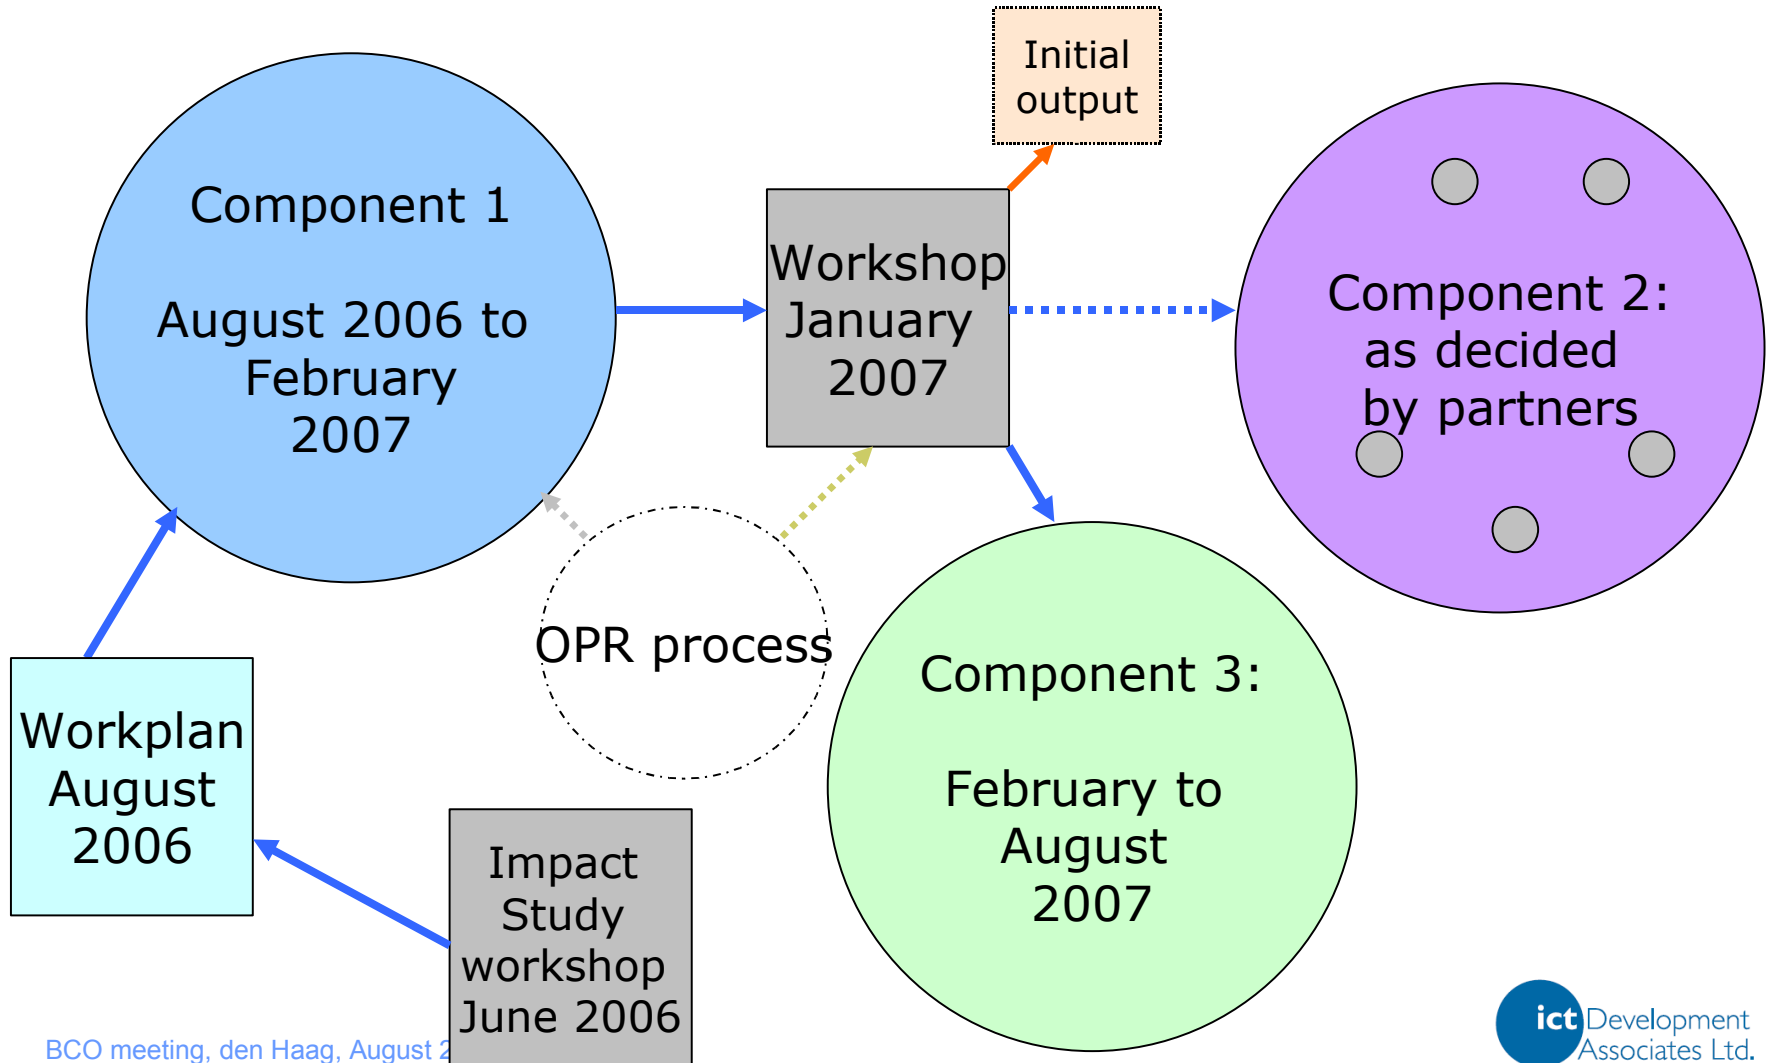 Initial
output
Component 1
August 2006 to
February
2007
Workshop
January
2007
Component 2:
as decided
by partners
OPR process
Component 3:
February to
August
2007
Workplan
August
2006
Impact
Study
workshop
June 2006
BCO meeting, den Haag, August
ict Development
Associates Ltd.